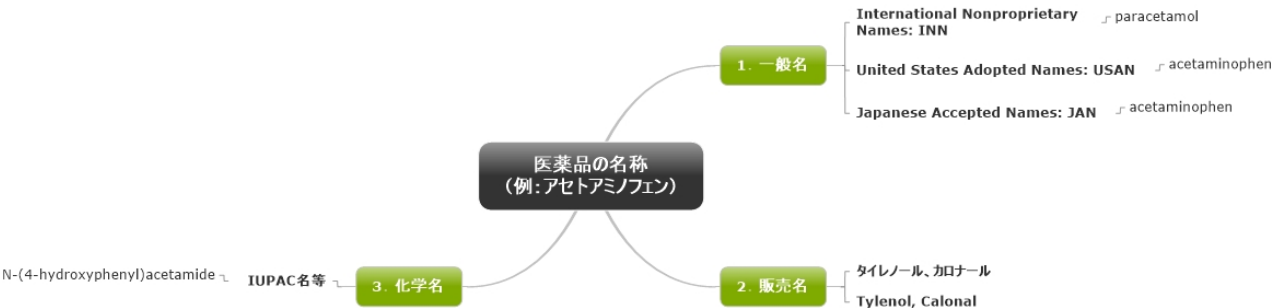 医薬品の名称
（例：アセトアミノフェン）
1. 一般名
International Nonproprietary
Names: INN
paracetamol
United States Adopted Names: USAN
acetaminophen
Japanese Accepted Names: JAN
acetaminophen
2. 販売名
タイレノール、カロナール
Tylenol, Calonal
3. 化学名
IUPAC名等
N-(4-hydroxyphenyl)acetamide